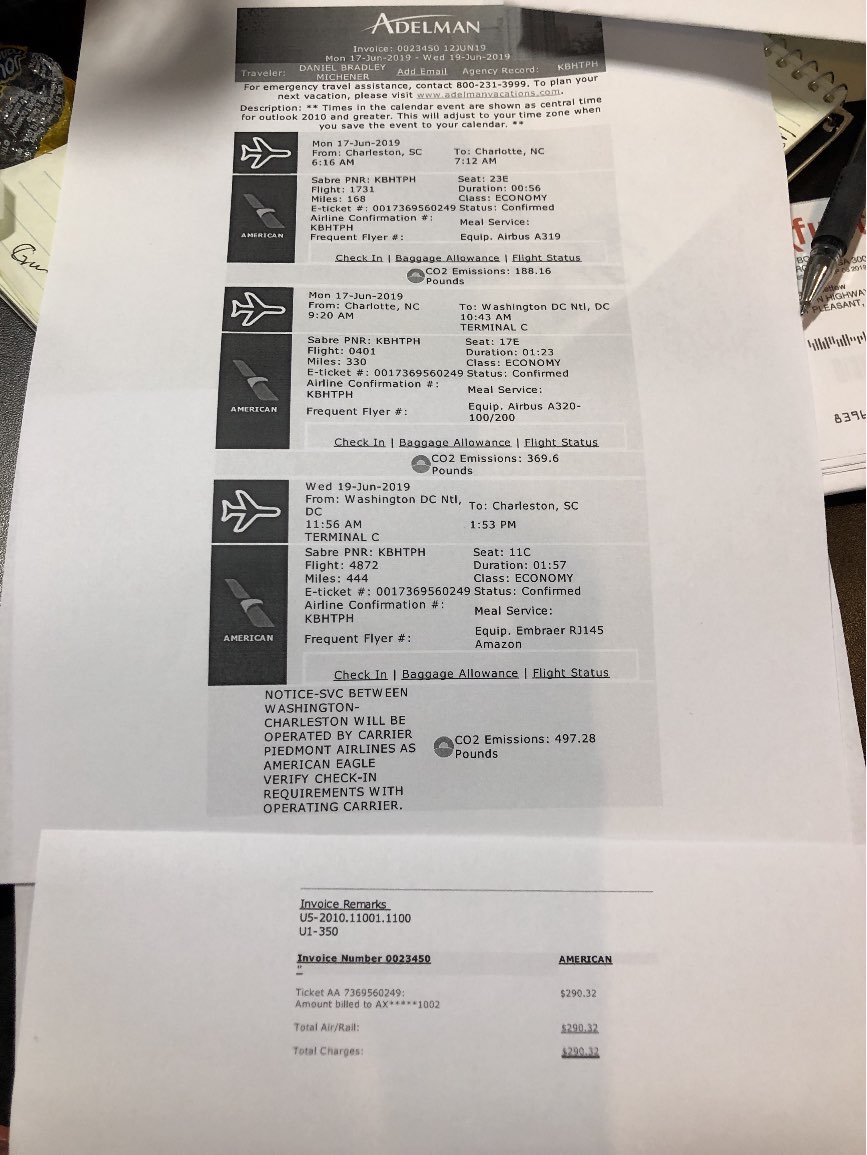 ADELMAN
Invoice: 0023450 12JUN19
Mon 17-Jun-2019 - Wed 19-Jun-2019
Traveler: DANIEL BRADLEY MICHENER Add Email Agency Record: KBHTPH
For emergency travel assistance, contact 800-231-3999. To plan your
next vacation, please visit www.adelmanvacations.com.
Description: ** Times in the calendar event are shown as central time
for outlook 2010 and greater. This will adjust to your time zone when
you save the event to your calendar. **
Mon 17-Jun-2019
From: Charleston, SC To: Charlotte, NC
6:16 AM 7:12 AM
Sabre PNR: KBHTPH Seat: 23E
Flight: 1731 Duration: 00:56
Miles: 168 Class: ECONOMY
E-ticket #: 0017369560249 Status: Confirmed
Airline Confirmation #:
KBHTPH Meal Service:
Frequent Flyer #: Equip. Airbus A319
AMERICAN
Check In | Baggage Allowance | Flight Status
CO2 Emissions: 188.16
Pounds
Mon 17-Jun-2019
From: Charlotte, NC To: Washington DC Ntl, DC
9:20 AM 10:43 AM
TERMINAL C
Sabre PNR: KBHTPH Seat: 17E
Flight: 0401 Duration: 01:23
Miles: 330 Class: ECONOMY
E-ticket #: 0017369560249 Status: Confirmed
Airline Confirmation #:
KBHTPH Meal Service:
Frequent Flyer #: Equip. Airbus A320-
100/200
AMERICAN
Check In | Baggage Allowance | Flight Status
CO2 Emissions: 369.6
Pounds
Wed 19-Jun-2019
From: Washington DC Ntl,
DC To: Charleston, SC
11:56 AM 1:53 PM
TERMINAL C
Sabre PNR: KBHTPH Seat: 11C
Flight: 4872 Duration: 01:57
Miles: 444 Class: ECONOMY
E-ticket #: 0017369560249 Status: Confirmed
Airline Confirmation #:
KBHTPH Meal Service:
Frequent Flyer #: Equip. Embraer RJ145
Amazon
AMERICAN
Check In | Baggage Allowance | Flight Status
NOTICE-SVC BETWEEN
WASHINGTON-
CHARLESTON WILL BE
OPERATED BY CARRIER
PIEDMONT AIRLINES AS
AMERICAN EAGLE
VERIFY CHECK-IN
REQUIREMENTS WITH
OPERATING CARRIER.
CO2 Emissions: 497.28
Pounds
Invoice Remarks
U5-2010.11001.1100
U1-350
Invoice Number 0023450 AMERICAN
"
Ticket AA 7369560249: $290.32
Amount billed to AX*****1002
Total Air/Rail: $290.32
Total Charges: $290.32
HIGHWAY
PLEASANT,
8396